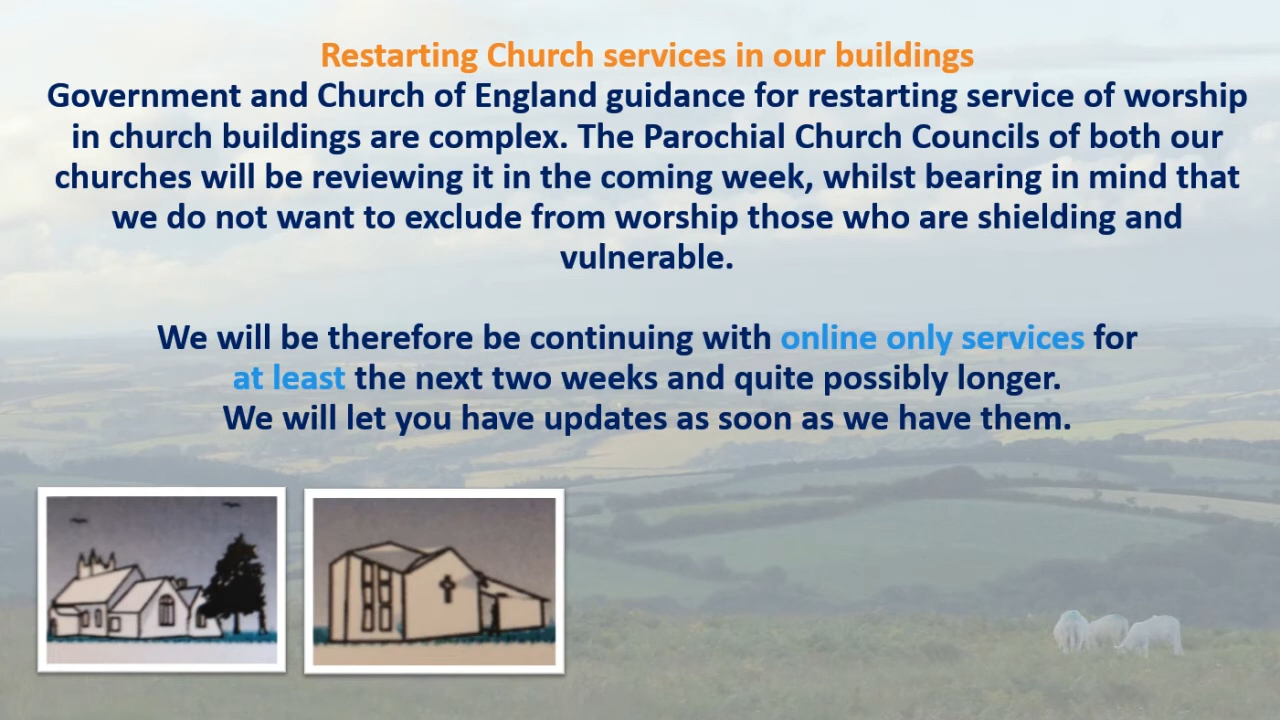 Restarting Church services in our buildings
Government and Church of England guidance for restarting service of worship
in church buildings are complex. The Parochial Church Councils of both our
churches will be reviewing it in the coming week, whilst bearing in mind that
we do not want to exclude from worship those who are shielding and
vulnerable.
We will be therefore be continuing with online only services for
at least the next two weeks and quite possibly longer.
We will let you have updates as soon as we have them.